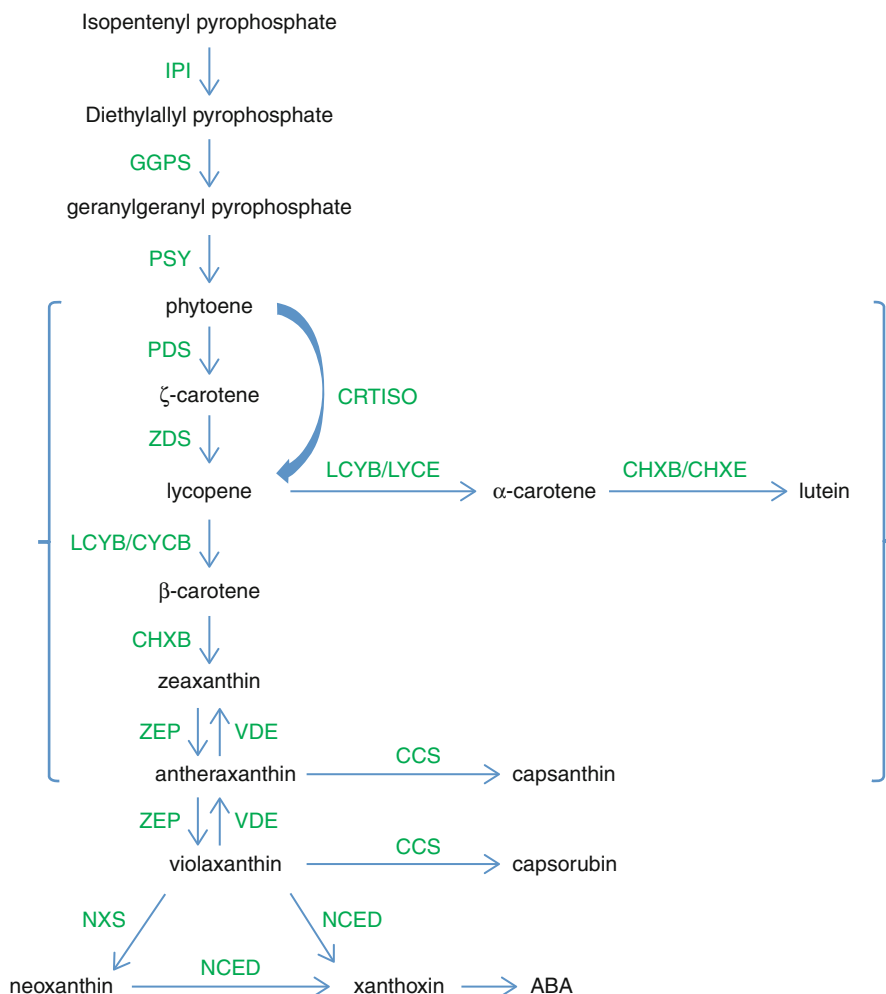 Isopentenyl pyrophosphate
IPI
Diethylallyl pyrophosphate
GGPS
geranylgeranyl pyrophosphate
PSY
phytoene
PDS
ζ-carotene
CRTISO
ZDS
lycopene
LCYB/LYCE
α-carotene
CHXB/CHXE
lutein
LCYB/CYCB
β-carotene
CHXB
zeaxanthin
ZEP
VDE
antheraxanthin
CCS
capsanthin
ZEP
VDE
violaxanthin
CCS
capsorubin
NXS
NCED
neoxanthin
NCED
xanthoxin
ABA